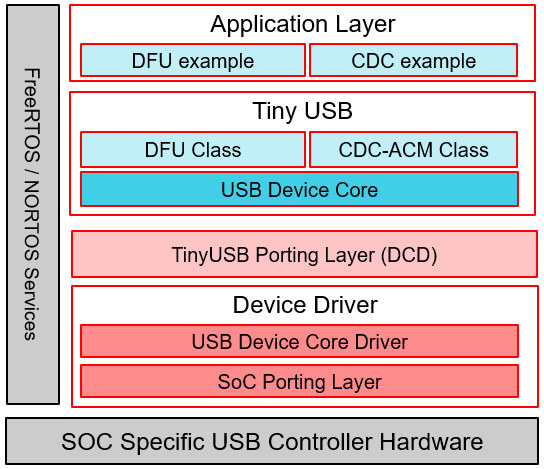 FreeRTOS / NORTOS Services
Application Layer
DFU example
CDC example
Tiny USB
DFU Class
CDC-ACM Class
USB Device Core
TinyUSB Porting Layer (DCD)
Device Driver
USB Device Core Driver
SoC Porting Layer
SOC Specific USB Controller Hardware